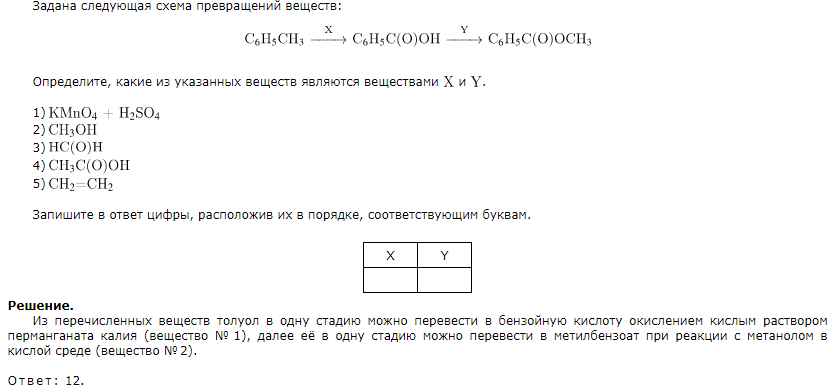 Задана следующая схема превращений веществ:
X Y
C₆H₅CH₃ ⟶ C₆H₅C(O)OH ⟶ C₆H₅C(O)OCH₃
Определите, какие из указанных веществ являются веществами X и Y.
1) KMnO₄ + H₂SO₄
2) CH₃OH
3) HC(O)H
4) CH₃C(O)OH
5) CH₂=CH₂
Запишите в ответ цифры, расположив их в порядке, соответствующим буквам.
X Y
Решение.
Из перечисленных веществ толуол в одну стадию можно перевести в бензойную кислоту окислением кислым раствором
перманганата калия (вещество № 1), далее её в одну стадию можно перевести в метилбензоат при реакции с метанолом в
кислой среде (вещество № 2).
Ответ: 12.